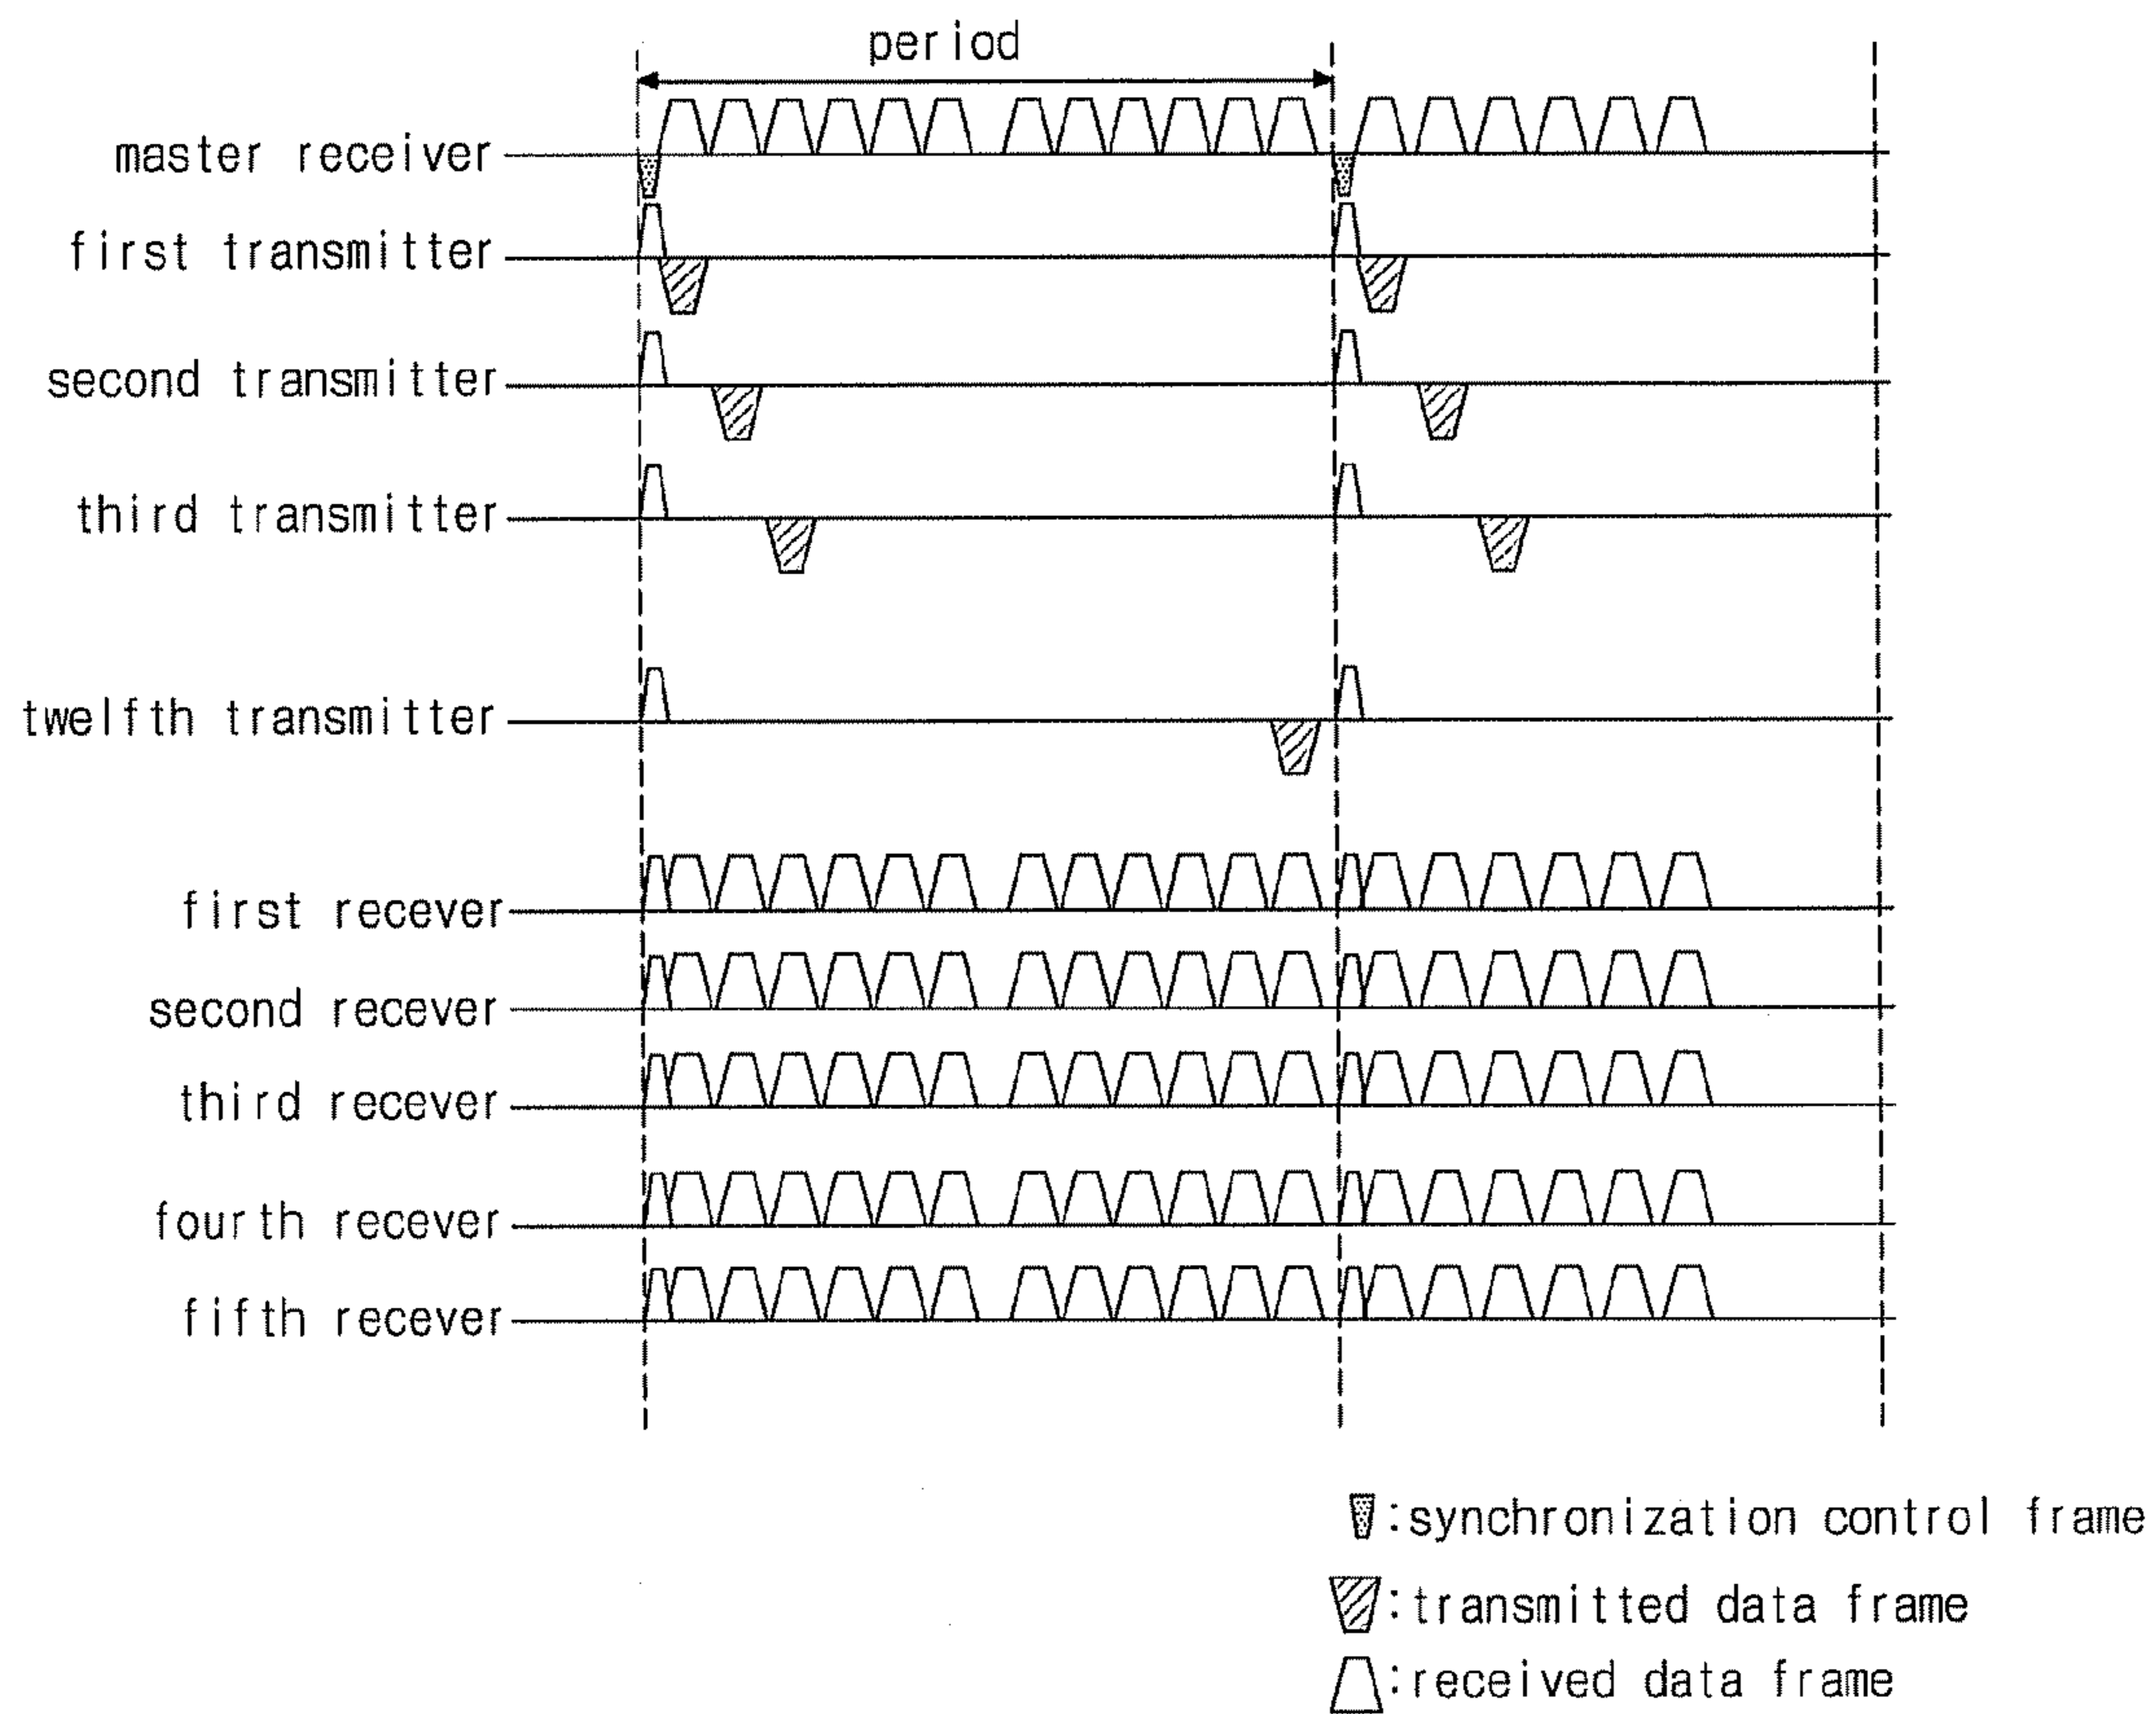 period
master receiver
first transmitter
second transmitter
third transmitter
twelfth transmitter
first recever
second recever
third recever
fourth recever
fifth recever
:synchronization control frame
:transmitted data frame
:received data frame